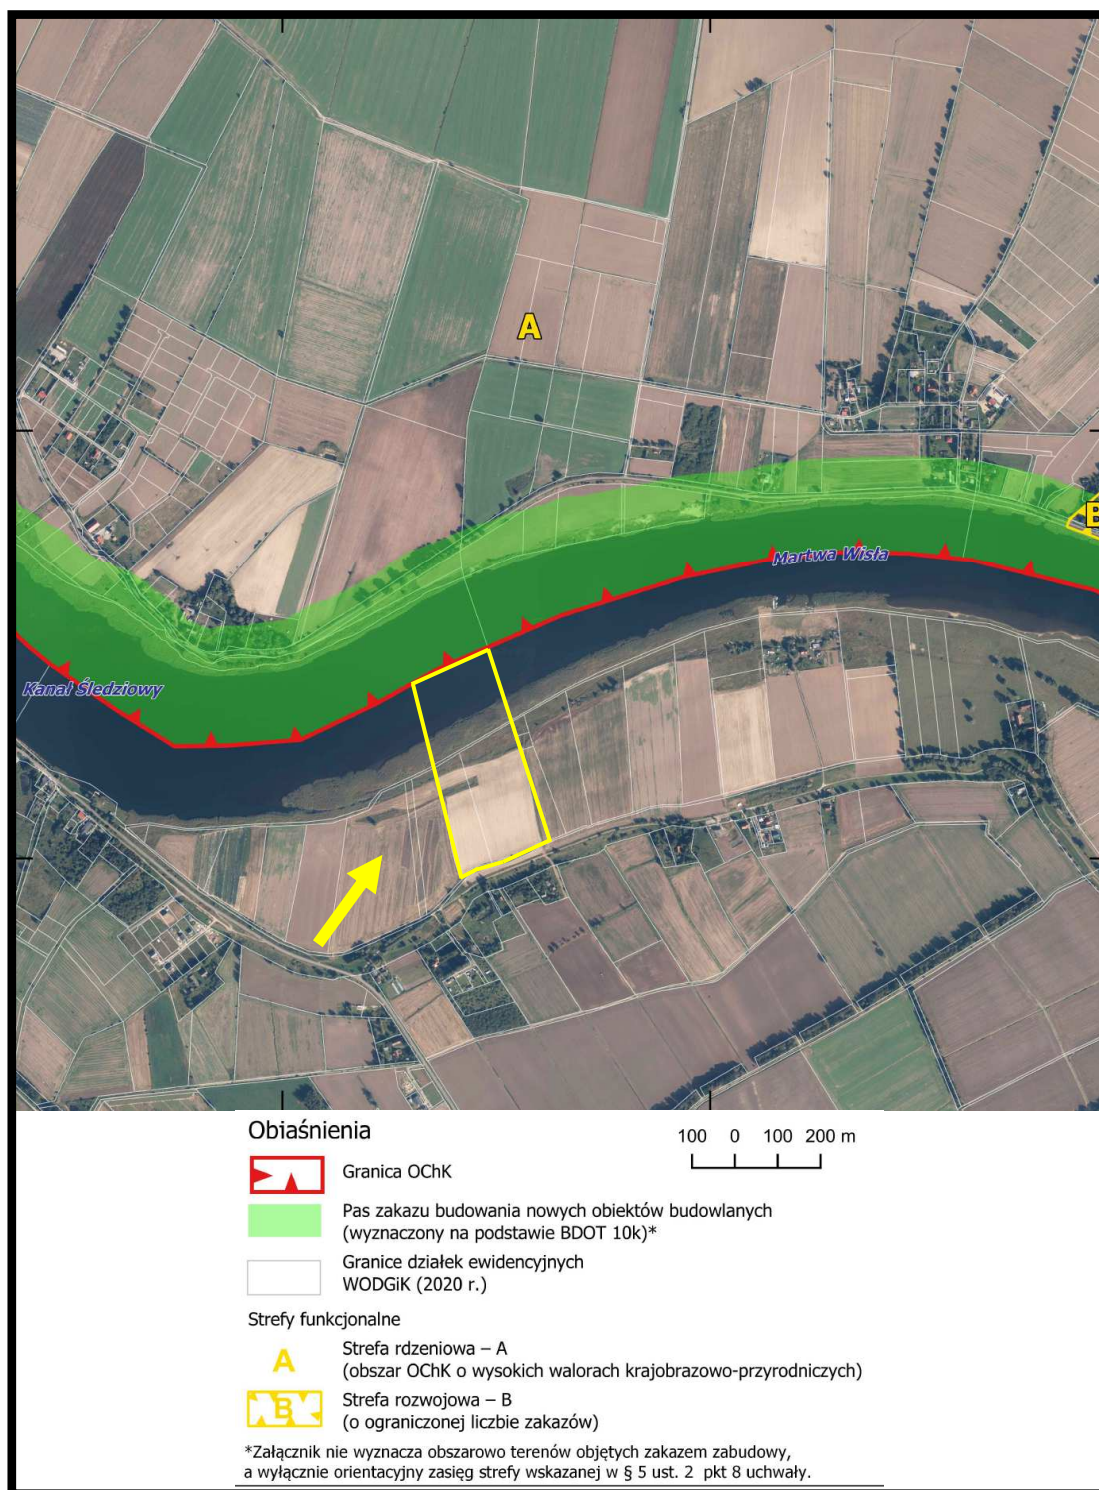 A
B
Martwa Wisła
Kanał Śledziowy
Obiaśnienia
100 0 100 200 m
Granica OChK
Pas zakazu budowania nowych obiektów budowlanych
(wyznaczony na podstawie BDOT 10k)*
Granice działek ewidencyjnych
WODGiK (2020 r.)
Strefy funkcjonalne
A
Strefa rdzeniowa – A
(obszar OChK o wysokich walorach krajobrazowo-przyrodniczych)
B
Strefa rozwojowa – B
(o ograniczonej liczbie zakazów)
*Załącznik nie wyznacza obszarowo terenów objętych zakazem zabudowy,
a wyłącznie orientacyjny zasięg strefy wskazanej w § 5 ust. 2 pkt 8 uchwały.